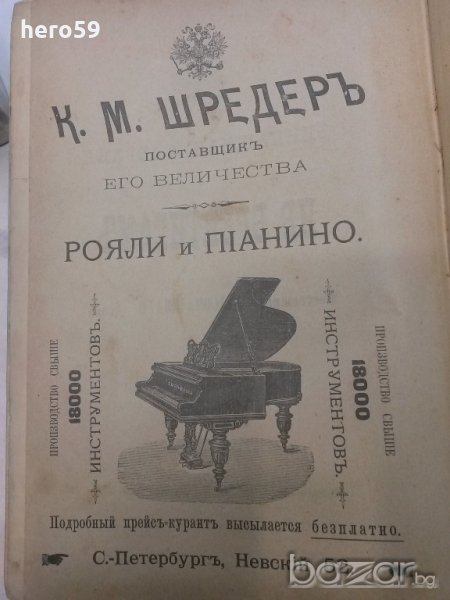 hero59
К. М. ШРЕДЕРЪ
ПОСТАВЩИКЪ
ЕГО ВЕЛИЧЕСТВА
РОЯЛИ и ПІАНИНО.
ПРОИЗВОДСТВО СВЫШЕ
18000
ИНСТРУМЕНТОВЪ.
ИНСТРУМЕНТОВЪ.
18000
ПРОИЗВОДСТВО СВЫШЕ
Подробный прейсъ-курантъ высылается безплатно.
С.-Петербургъ, Невскій, 52,
bazar.bg